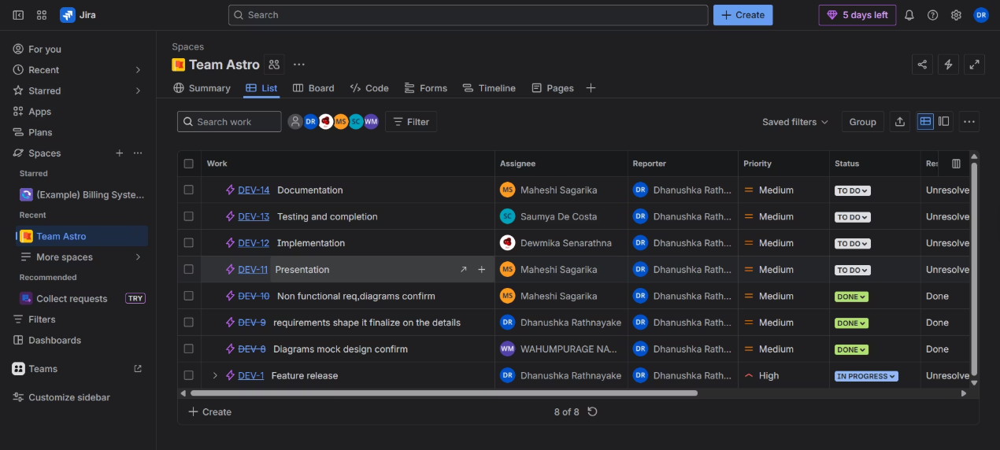 Jira
Search
+ Create
5 days left
DR
For you
Recent
Starred
Apps
Plans
Spaces
Starred
(Example) Billing Syste...
Recent
Team Astro
More spaces
Recommended
Collect requests TRY
Filters
Dashboards
Teams
Customize sidebar
Spaces
Team Astro
Summary List Board Code Forms Timeline Pages
Search work DR MS SC WM Filter Saved filters Group
Work Assignee Reporter Priority Status Res
DEV-14 Documentation MS Maheshi Sagarika DR Dhanushka Rath... Medium TO DO Unresolve
DEV-13 Testing and completion SC Saumya De Costa DR Dhanushka Rath... Medium TO DO Unresolve
DEV-12 Implementation Dewmika Senarathna DR Dhanushka Rath... Medium TO DO Unresolve
DEV-11 Presentation MS Maheshi Sagarika DR Dhanushka Rath... Medium TO DO Unresolve
DEV-10 Non functional req,diagrams confirm MS Maheshi Sagarika DR Dhanushka Rath... Medium DONE Done
DEV-9 requirements shape it finalize on the details DR Dhanushka Rathnayake DR Dhanushka Rath... Medium DONE Done
DEV-8 Diagrams mock design confirm WM WAHUMPURAGE NA... DR Dhanushka Rath... Medium DONE Done
DEV-1 Feature release DR Dhanushka Rathnayake DR Dhanushka Rath... High IN PROGRESS Unresolve
+ Create 8 of 8